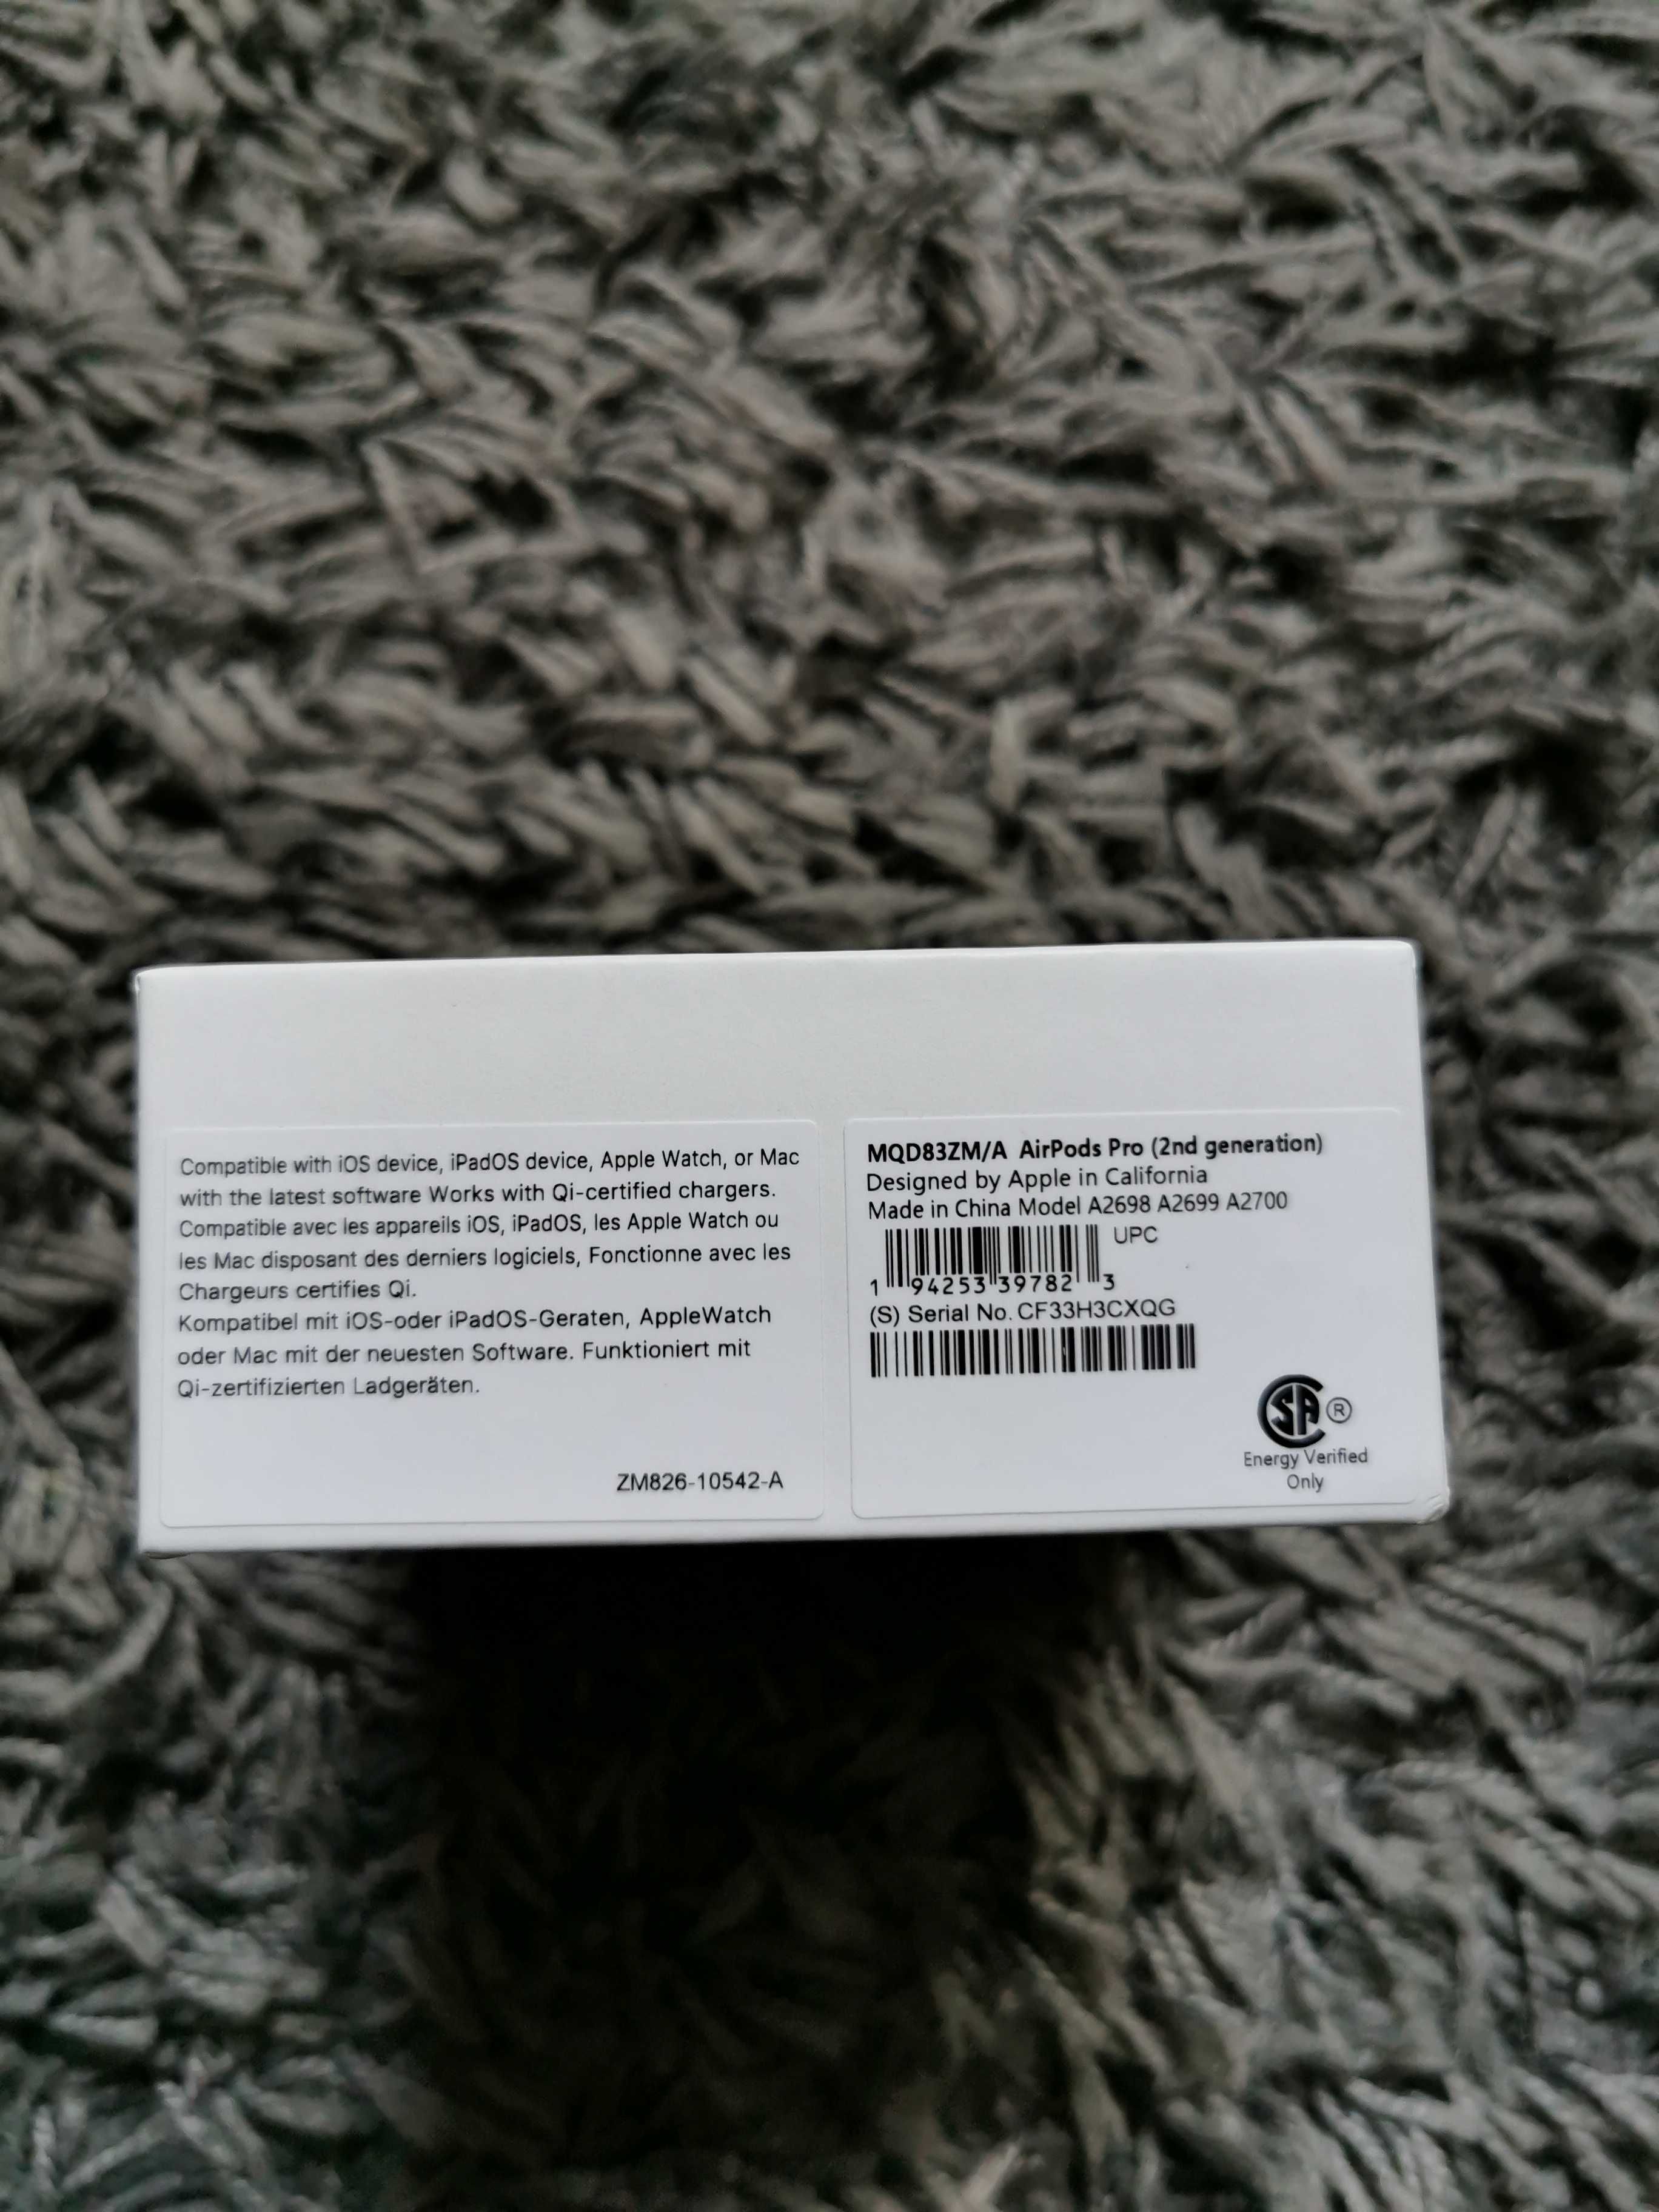 Compatible with iOS device, iPadOS device, Apple Watch, or Mac
with the latest software Works with Qi-certified chargers.
Compatible avec les appareils iOS, iPadOS, les Apple Watch ou
les Mac disposant des derniers logiciels, Fonctionne avec les
Chargeurs certifies Qi.
Kompatibel mit iOS-oder iPadOS-Geraten, AppleWatch
oder Mac mit der neuesten Software. Funktioniert mit
Qi-zertifizierten Ladgeräten.
ZM826-10542-A
MQD83ZM/A AirPods Pro (2nd generation)
Designed by Apple in California
Made in China Model A2698 A2699 A2700
UPC
1 94253 39782 3
(S) Serial No. CF33H3CXQG
SA ®
Energy Verified
Only